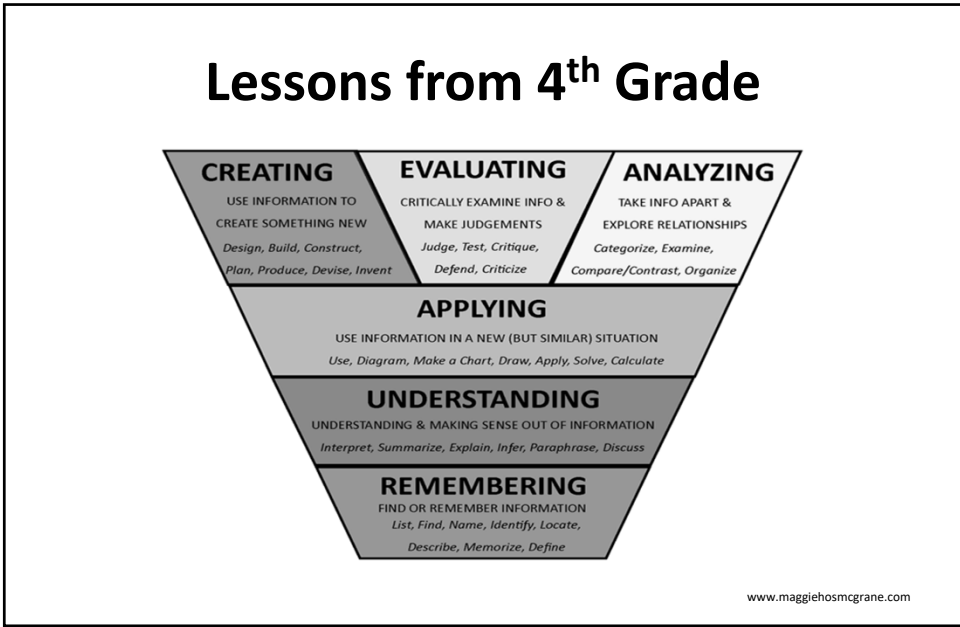 Lessons from 4th Grade
CREATING
USE INFORMATION TO
CREATE SOMETHING NEW
Design, Build, Construct,
Plan, Produce, Devise, Invent
EVALUATING
CRITICALLY EXAMINE INFO &
MAKE JUDGEMENTS
Judge, Test, Critique,
Defend, Criticize
ANALYZING
TAKE INFO APART &
EXPLORE RELATIONSHIPS
Categorize, Examine,
Compare/Contrast, Organize
APPLYING
USE INFORMATION IN A NEW (BUT SIMILAR) SITUATION
Use, Diagram, Make a Chart, Draw, Apply, Solve, Calculate
UNDERSTANDING
UNDERSTANDING & MAKING SENSE OUT OF INFORMATION
Interpret, Summarize, Explain, Infer, Paraphrase, Discuss
REMEMBERING
FIND OR REMEMBER INFORMATION
List, Find, Name, Identify, Locate,
Describe, Memorize, Define
www.maggiehosmcgrane.com